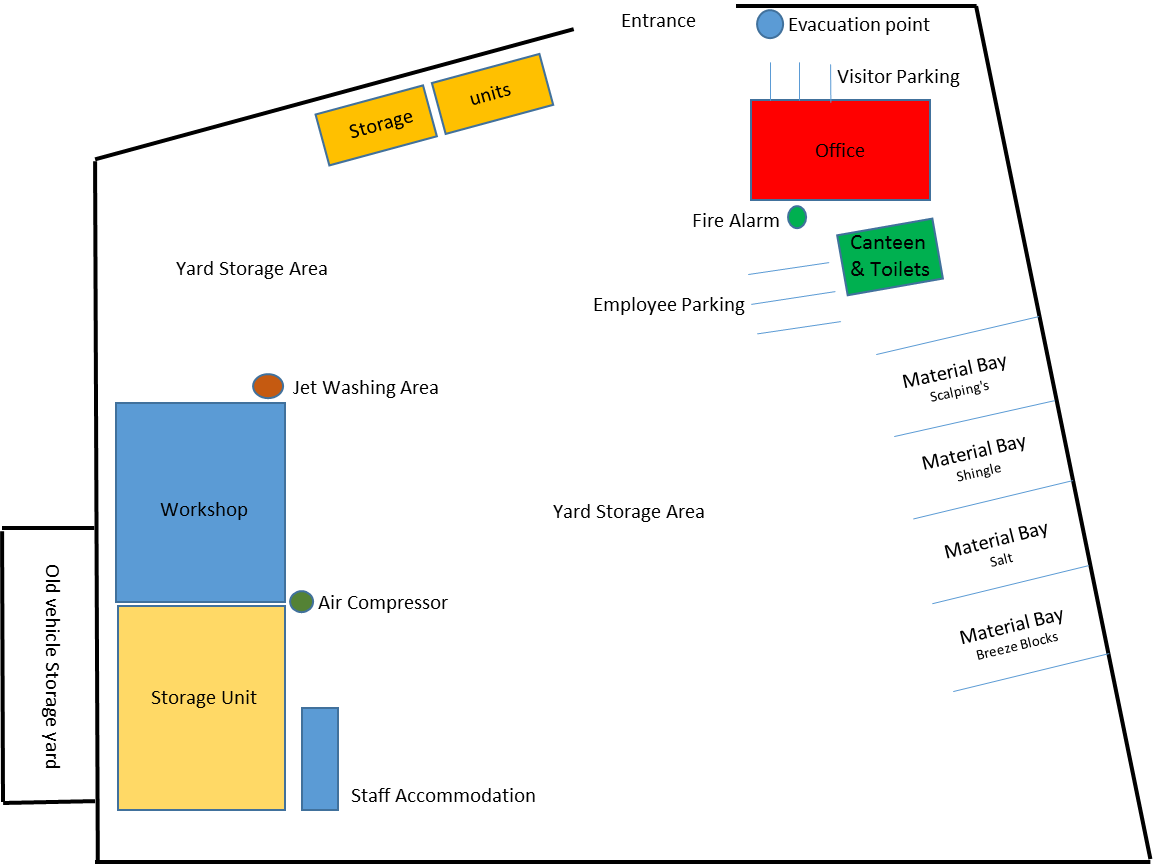 Entrance
Evacuation point
Visitor Parking
Storage
units
Office
Fire Alarm
Canteen
& Toilets
Yard Storage Area
Employee Parking
Material Bay
Scalping's
Jet Washing Area
Material Bay
Shingle
Workshop
Yard Storage Area
Material Bay
Salt
Old vehicle Storage yard
Air Compressor
Material Bay
Breeze Blocks
Storage Unit
Staff Accommodation